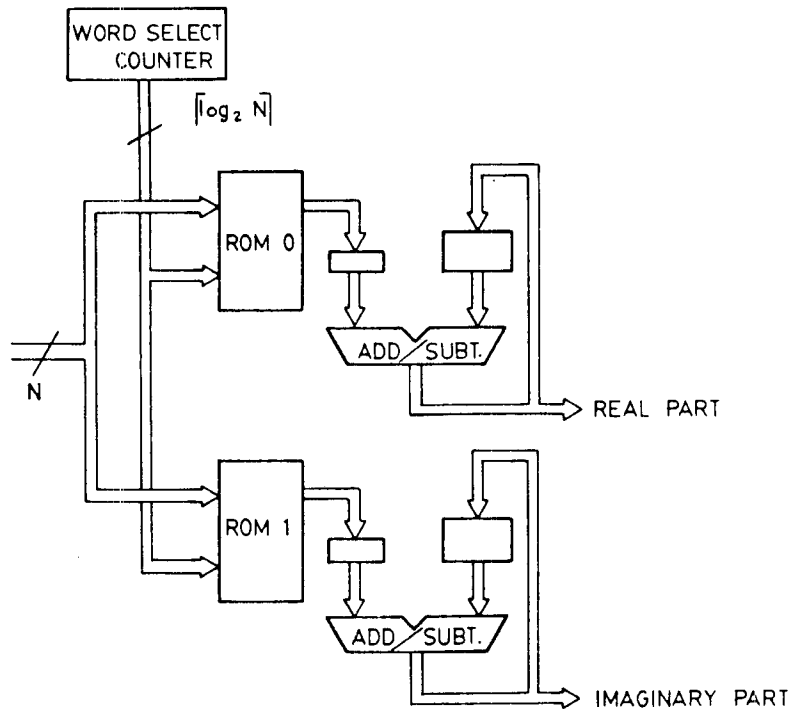 WORD SELECT
COUNTER
⌈log₂ N⌉
ROM 0
ADD/SUBT.
N
REAL PART
ROM 1
ADD/SUBT.
IMAGINARY PART